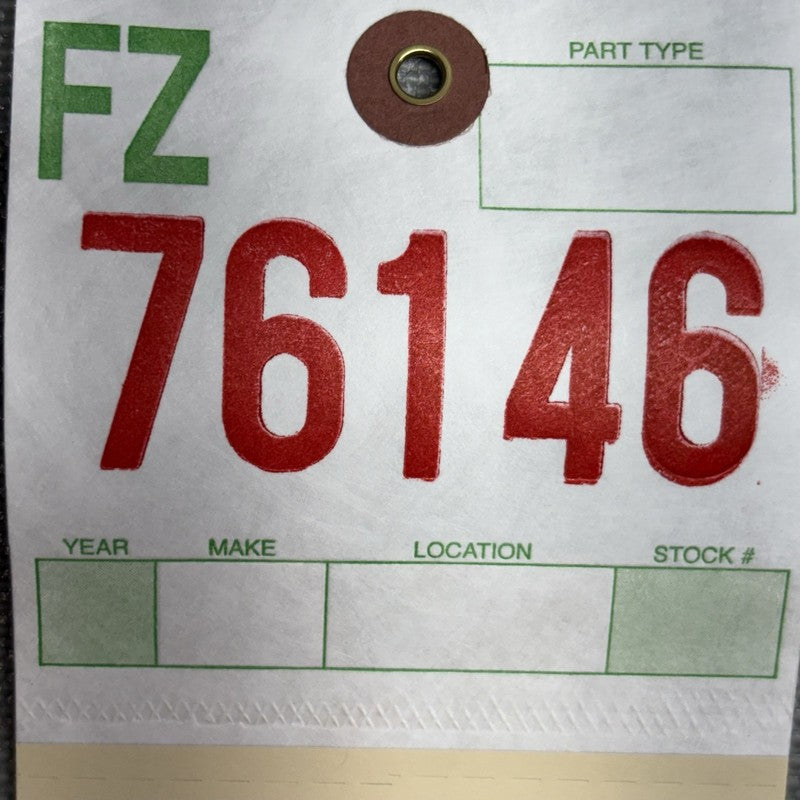 FZ
PART TYPE
76146
YEAR MAKE LOCATION STOCK #